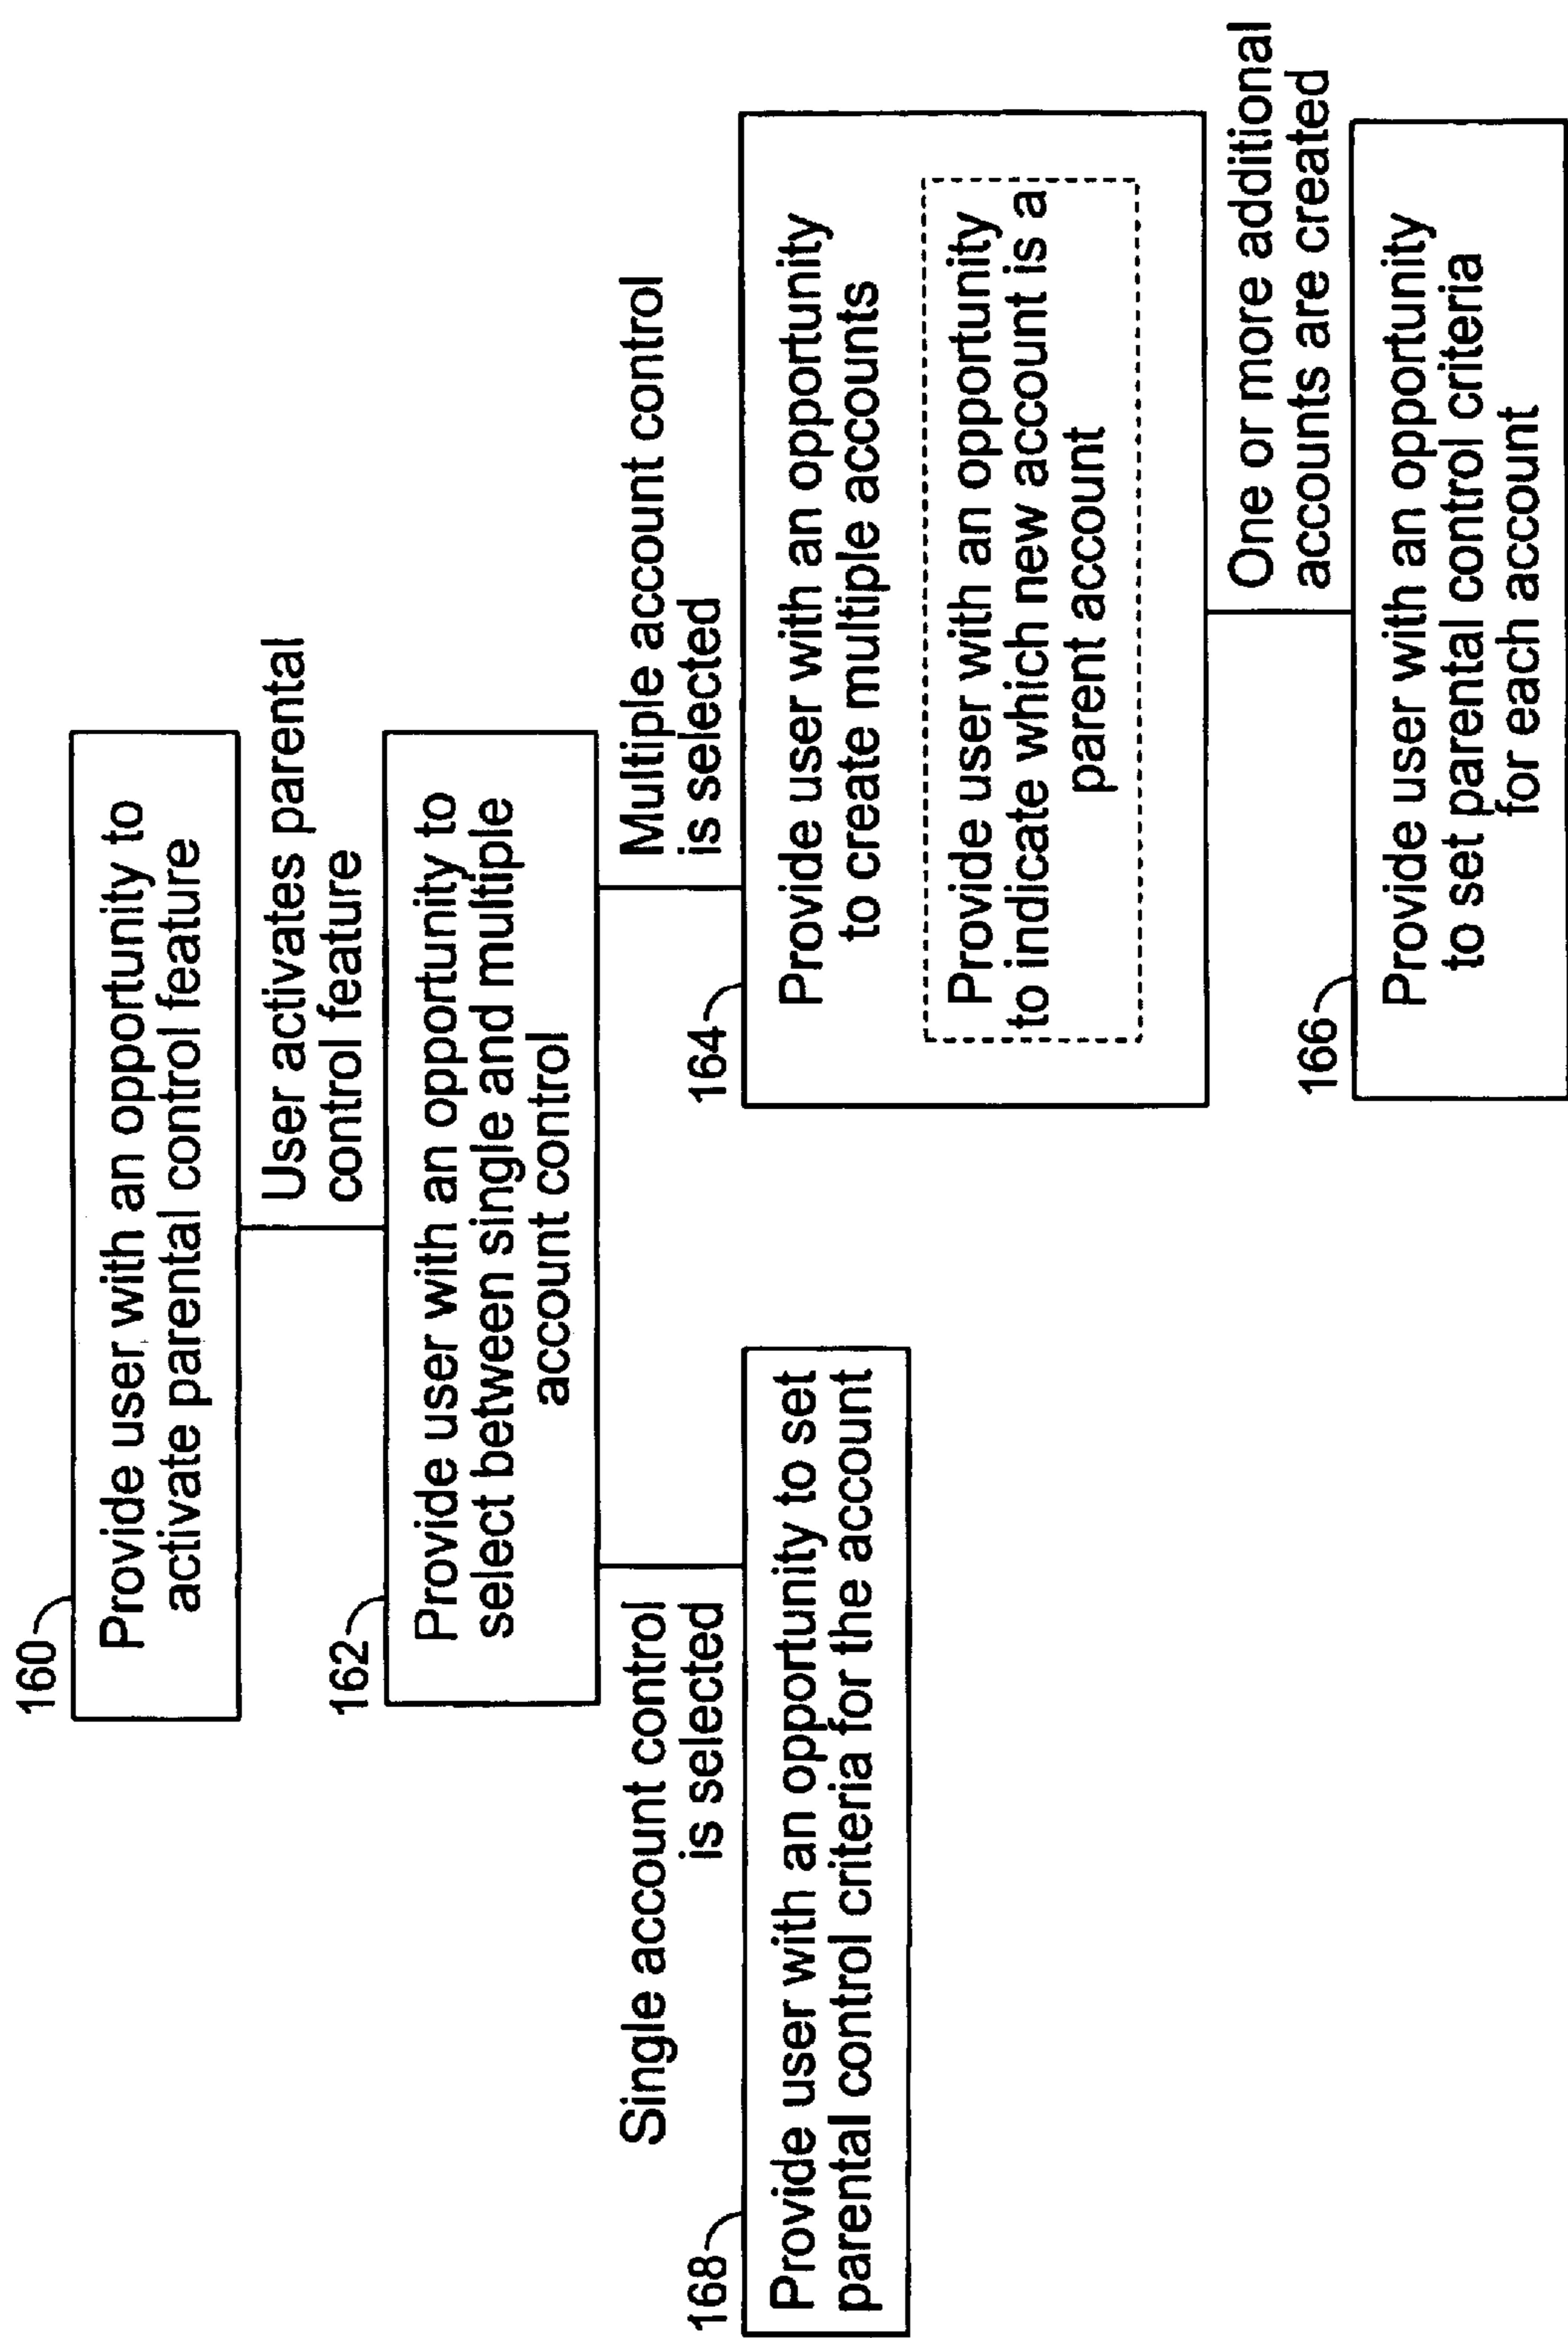 160
Provide user with an opportunity to
activate parental control feature
User activates parental
control feature
162
Provide user with an opportunity to
select between single and multiple
account control
Single account control
is selected
168
Provide user with an opportunity to set
parental control criteria for the account
Multiple account control
is selected
164
Provide user with an opportunity
to create multiple accounts
Provide user with an opportunity
to indicate which new account is a
parent account
One or more additional
accounts are created
166
Provide user with an opportunity
to set parental control criteria
for each account